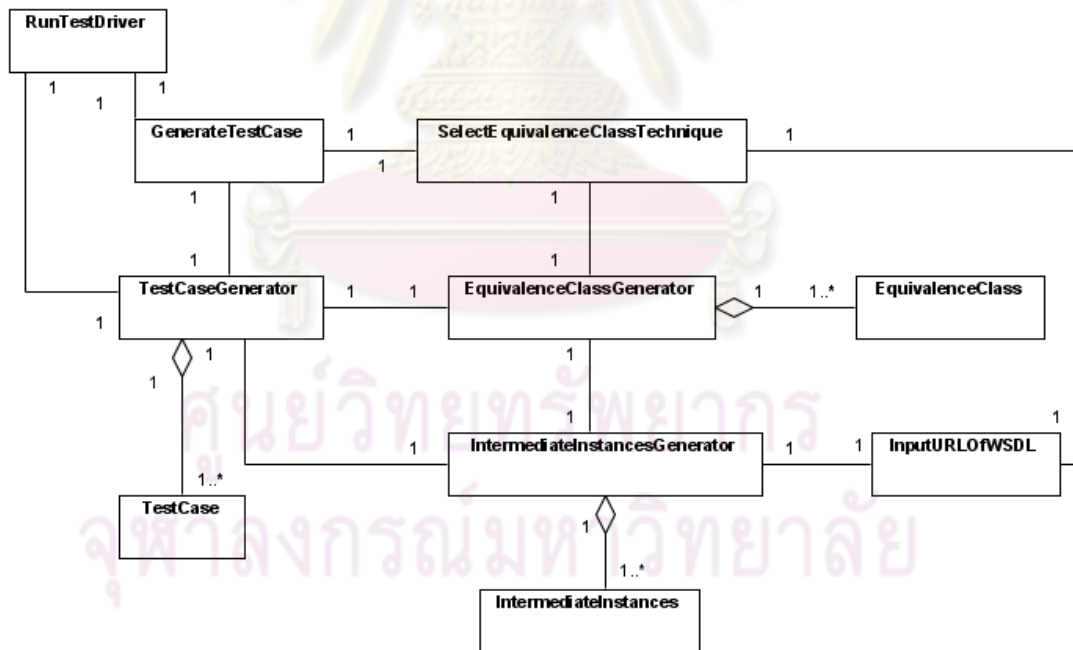 RunTestDriver
1
1
1
GenerateTestCase
1
SelectEquivalenceClassTechnique
1
1
1
1
1
1
TestCaseGenerator
1
1
EquivalenceClassGenerator
1
1..*
EquivalenceClass
1
1
1
1
ศูนย์วิทยทรัพยากร
1
1
IntermediateInstancesGenerator
1
1
InputURLOfWSDL
1
1..*
TestCase
จุฬาลงกรณ์มหาวิทยาลัย
1
1..*
IntermediateInstances